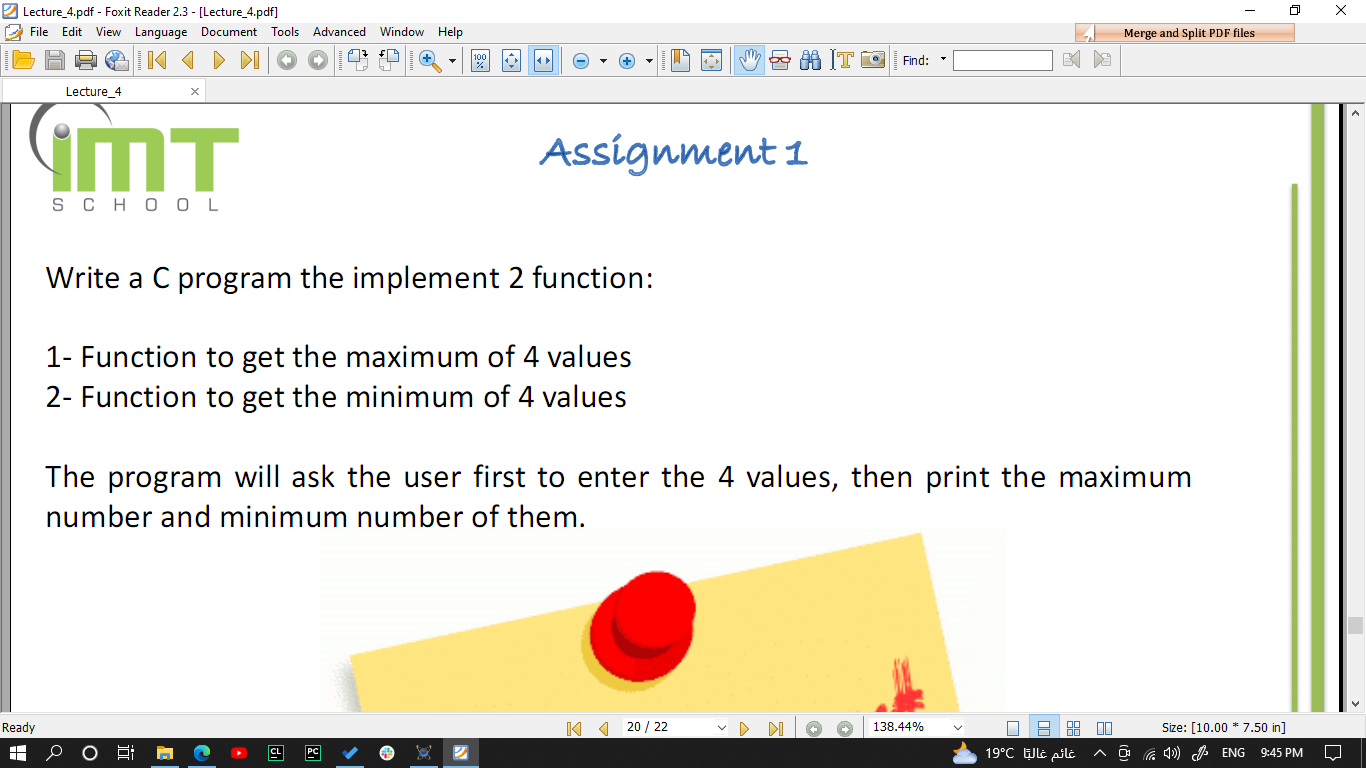 Lecture_4.pdf - Foxit Reader 2.3 - [Lecture_4.pdf]
File Edit View Language Document Tools Advanced Window Help
Merge and Split PDF files
100 %
Find:
Lecture_4
iMT
SCHOOL
Assignment 1
Write a C program the implement 2 function:
1- Function to get the maximum of 4 values
2- Function to get the minimum of 4 values
The program will ask the user first to enter the 4 values, then print the maximum
number and minimum number of them.
Ready
20 / 22
138.44%
Size: [10.00 * 7.50 in]
CL
PC
19°C غائم غالبًا
ENG
9:45 PM